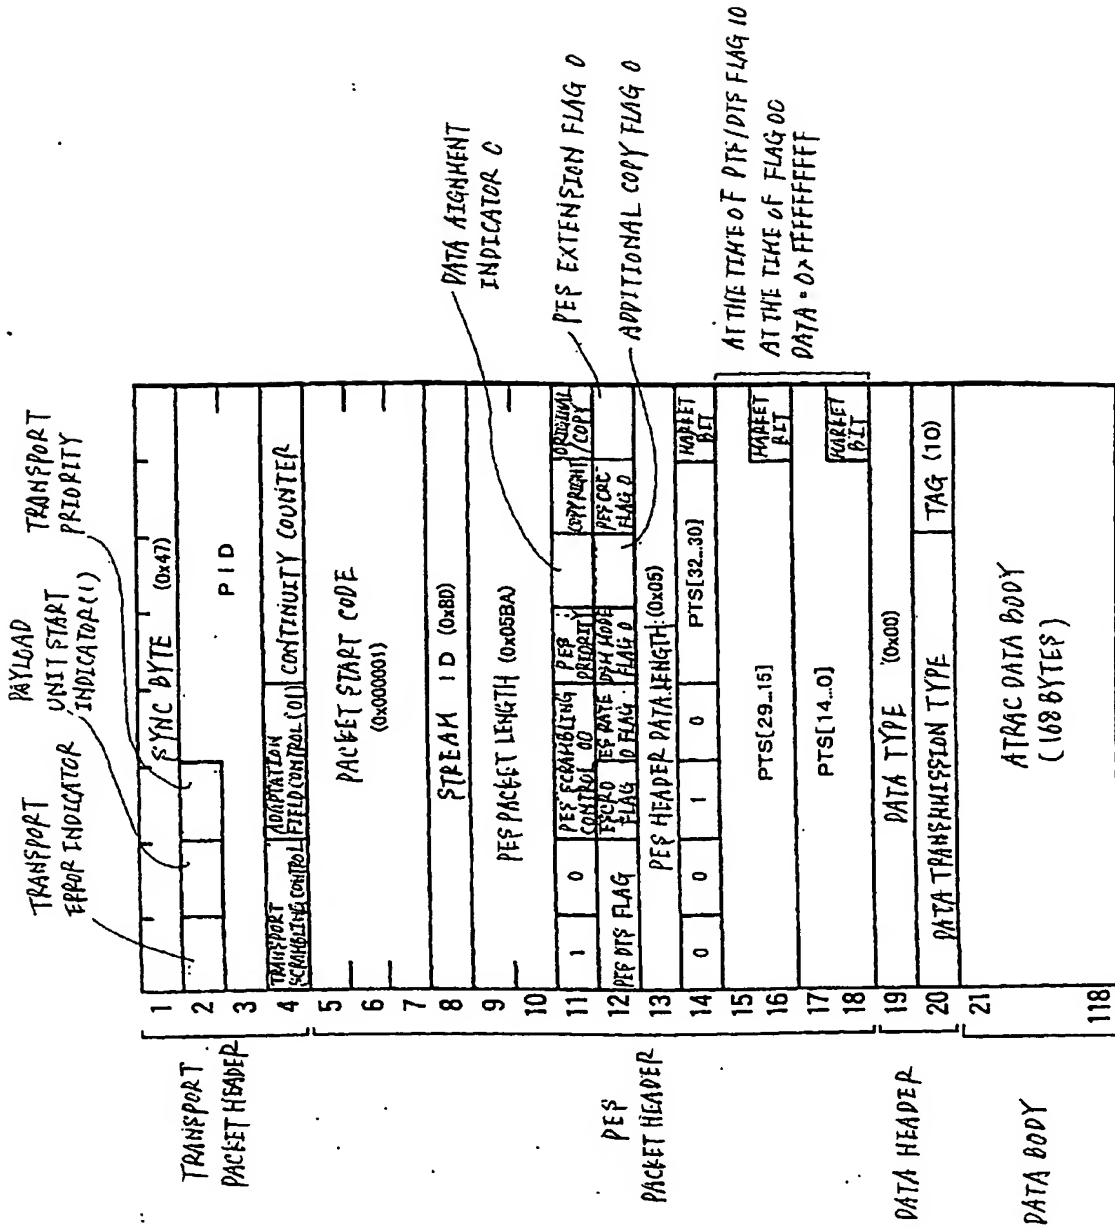 TRANSPORT
ERROR INDICATOR
PAYLOAD
UNIT START
INDICATOR (1)
TRANSPORT
PRIORITY
TRANSPORT
PACKET HEADER
1
SYNC BYTE (0x47)
2
3
PID
4
TRANSPORT
SCRAMBLING CONTROL
ADAPTATION
FIELD CONTROL (01)
CONTINUITY COUNTER
PES
PACKET HEADER
5
6
7
PACKET START CODE
(0x000001)
8
STREAM ID (0xBD)
9
10
PES PACKET LENGTH (0x05BA)
11
1
0
PES SCRAMBLING
CONTROL 00
PES
PRIORITY
COPYRIGHT
ORIGINAL
/COPY
DATA AIGNMENT
INDICATOR 0
12
PES DTS FLAG
ESCRO
FLAG
ES RATE
0 FLAG
DSM MODE
FLAG 0
PES CRC
FLAG 0
PES EXTENSION FLAG 0
ADDITIONAL COPY FLAG 0
13
PES HEADER DATA LENGTH (0x05)
14
0
0
1
0
PTS[32...30]
MARKET
BIT
15
16
PTS[29...15]
MARKET
BIT
17
18
PTS[14...0]
MARKET
BIT
AT THE TIME OF PTS/DTS FLAG 10
AT THE TIME OF FLAG 00
DATA = 0xFFFFFFFFF
DATA HEADER
19
DATA TYPE (0x00)
20
DATA TRANSMISSION TYPE
TAG (10)
DATA BODY
21
118
ATRAC DATA BODY
(168 BYTES)